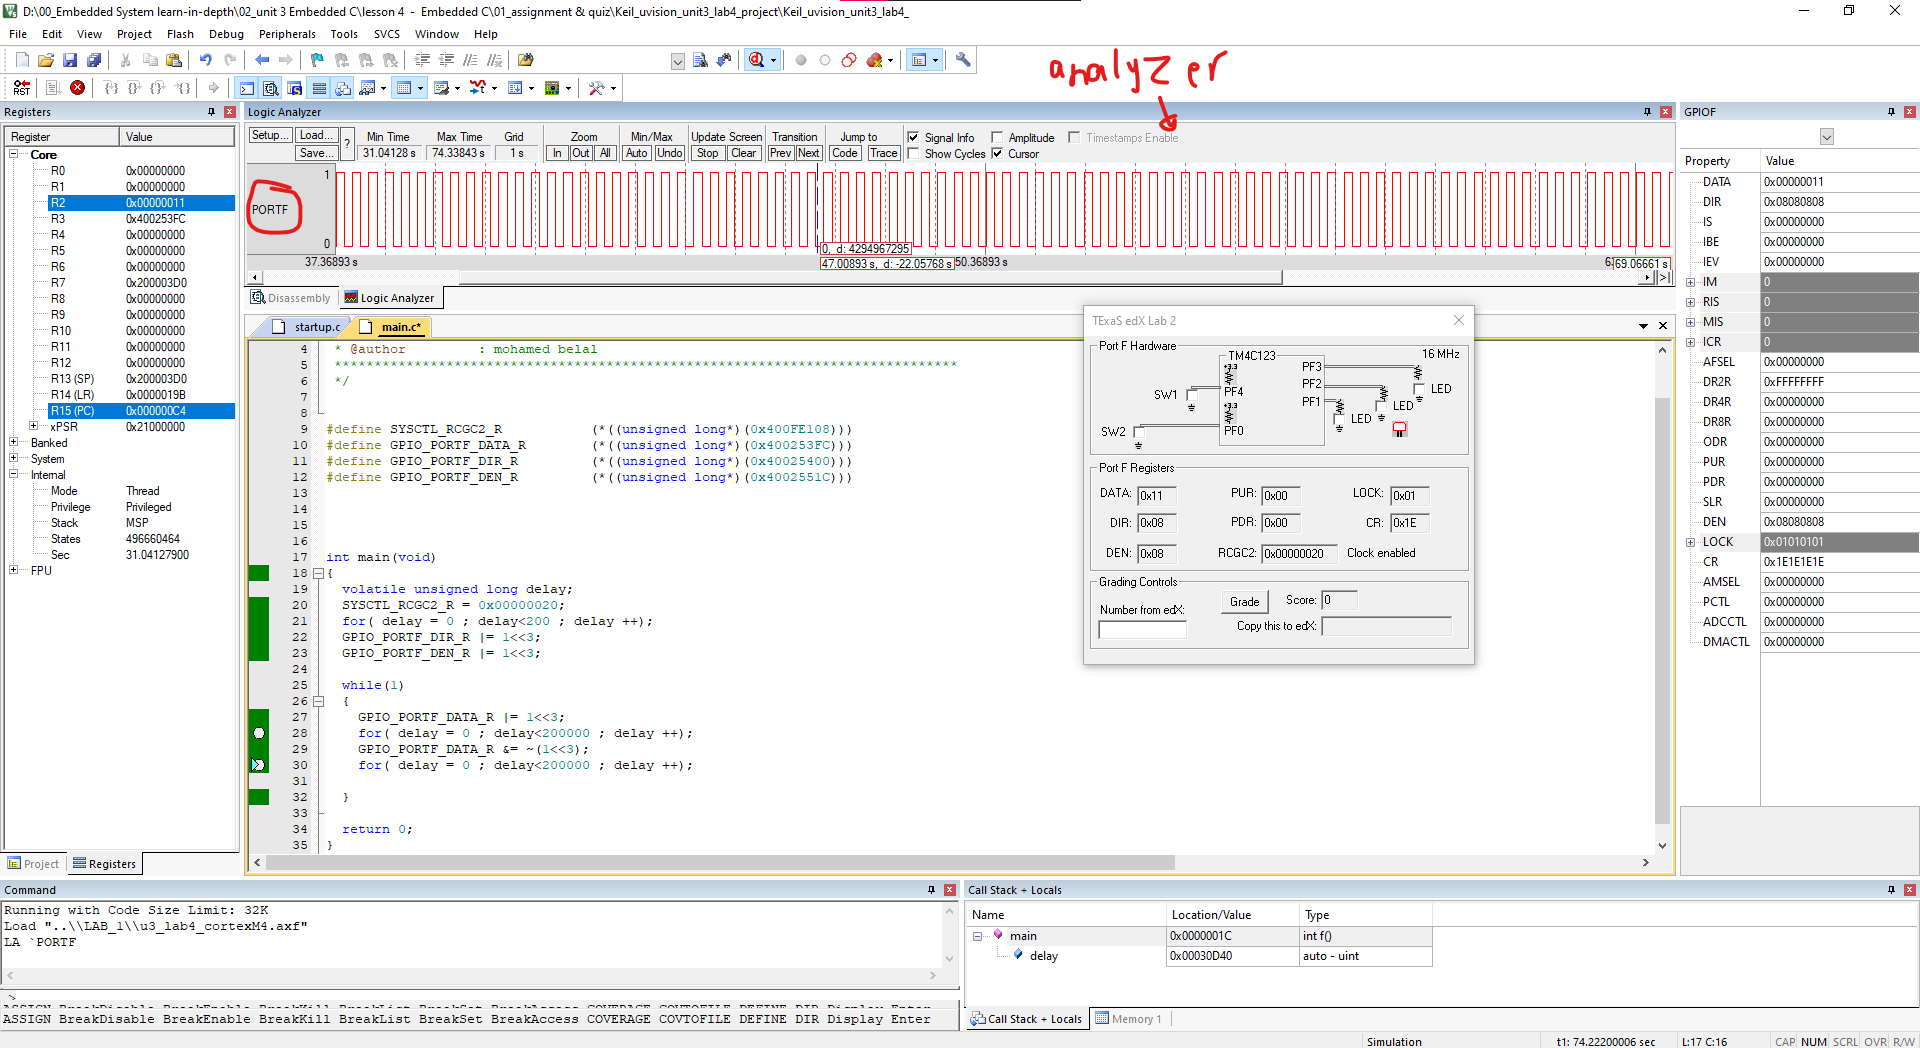 D:\00_Embedded System learn-in-depth\02_unit 3 Embedded C\lesson 4 - Embedded C\01_assignment & quiz\Keil_uvision_unit3_lab4_project\Keil_uvision_unit3_lab4_
File Edit View Project Flash Debug Peripherals Tools SVCS Window Help
analyzer
Registers
Register Value
Core
R0 0x00000000
R1 0x00000000
R2 0x00000011
R3 0x400253FC
R4 0x00000000
R5 0x00000000
R6 0x00000000
R7 0x200003D0
R8 0x00000000
R9 0x00000000
R10 0x00000000
R11 0x00000000
R12 0x00000000
R13 (SP) 0x200003D0
R14 (LR) 0x0000019B
R15 (PC) 0x000000C4
xPSR 0x21000000
Banked
System
Internal
Mode Thread
Privilege Privileged
Stack MSP
States 496660464
Sec 31.04127900
FPU
Project Registers
Logic Analyzer
Setup... Load... ? Min Time Max Time Grid Zoom Min/Max Update Screen Transition Jump to Signal Info Amplitude Timestamps Enable
Save... 31.04128 s 74.33843 s 1 s In Out All Auto Undo Stop Clear Prev Next Code Trace Show Cycles Cursor
1
PORTF
0
0, d: 4294967295
37.36893 s 47.00893 s, d: -22.05768 s 50.36893 s 69.06661 s
Disassembly Logic Analyzer
startup.c main.c*
4 * @author : mohamed belal
5 ******************************************************************************
6 */
7
8
9 #define SYSCTL_RCGC2_R (*((unsigned long*)(0x400FE108)))
10 #define GPIO_PORTF_DATA_R (*((unsigned long*)(0x400253FC)))
11 #define GPIO_PORTF_DIR_R (*((unsigned long*)(0x40025400)))
12 #define GPIO_PORTF_DEN_R (*((unsigned long*)(0x4002551C)))
13
14
15
16
17 int main(void)
18 {
19 volatile unsigned long delay;
20 SYSCTL_RCGC2_R = 0x00000020;
21 for( delay = 0 ; delay<200 ; delay ++);
22 GPIO_PORTF_DIR_R |= 1<<3;
23 GPIO_PORTF_DEN_R |= 1<<3;
24
25 while(1)
26 {
27 GPIO_PORTF_DATA_R |= 1<<3;
28 for( delay = 0 ; delay<200000 ; delay ++);
29 GPIO_PORTF_DATA_R &= ~(1<<3);
30 for( delay = 0 ; delay<200000 ; delay ++);
31
32 }
33
34 return 0;
35 }
TExaS edX Lab 2
Port F Hardware
TM4C123 16 MHz
+3.3 PF3
SW1 PF4 PF2 LED
+3.3 PF1 LED
SW2 PF0 LED
Port F Registers
DATA: 0x11 PUR: 0x00 LOCK: 0x01
DIR: 0x08 PDR: 0x00 CR: 0x1E
DEN: 0x08 RCGC2: 0x00000020 Clock enabled
Grading Controls
Number from edX: Grade Score: 0
Copy this to edX:
GPIOF
Property Value
DATA 0x00000011
DIR 0x08080808
IS 0x00000000
IBE 0x00000000
IEV 0x00000000
IM 0
RIS 0
MIS 0
ICR 0
AFSEL 0x00000000
DR2R 0xFFFFFFFF
DR4R 0x00000000
DR8R 0x00000000
ODR 0x00000000
PUR 0x00000000
PDR 0x00000000
SLR 0x00000000
DEN 0x08080808
LOCK 0x01010101
CR 0x1E1E1E1E
AMSEL 0x00000000
PCTL 0x00000000
ADCCTL 0x00000000
DMACTL 0x00000000
Command
Running with Code Size Limit: 32K
Load "..\\LAB_1\\u3_lab4_cortexM4.axf"
LA `PORTF
>
ASSIGN BreakDisable BreakEnable BreakKill BreakList BreakSet BreakAccess COVERAGE COVTOFILE DEFINE DIR Display Enter
ASSIGN BreakDisable BreakEnable BreakKill BreakList BreakSet BreakAccess COVERAGE COVTOFILE DEFINE DIR Display Enter
Call Stack + Locals
Name Location/Value Type
main 0x0000001C int f()
delay 0x00030D40 auto - uint
Call Stack + Locals Memory 1
Simulation t1: 74.22200006 sec L:17 C:16 CAP NUM SCRL OVR R/W